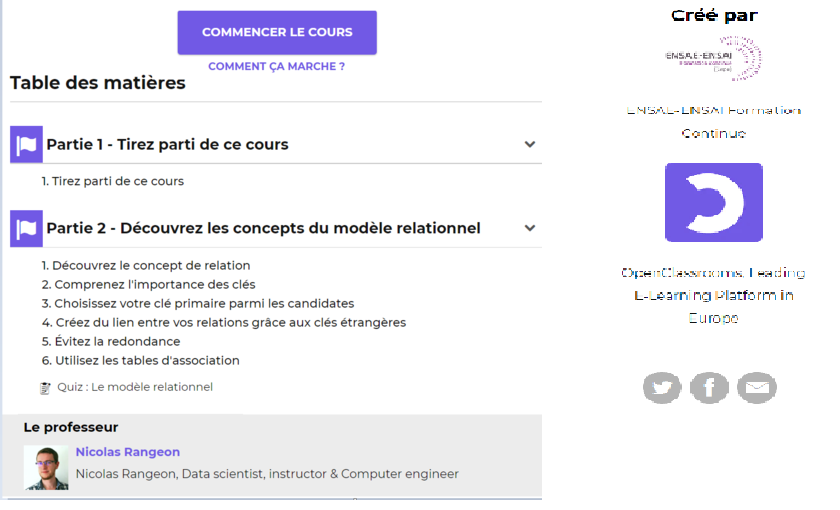 COMMENCER LE COURS
COMMENT ÇA MARCHE ?
Table des matières
Partie 1 - Tirez parti de ce cours
1. Tirez parti de ce cours
Partie 2 - Découvrez les concepts du modèle relationnel
1. Découvrez le concept de relation
2. Comprenez l'importance des clés
3. Choisissez votre clé primaire parmi les candidates
4. Créez du lien entre vos relations grâce aux clés étrangères
5. Évitez la redondance
6. Utilisez les tables d'association
Quiz : Le modèle relationnel
Le professeur
Nicolas Rangeon
Nicolas Rangeon, Data scientist, instructor & Computer engineer
Créé par
ENSAE-ENSAI
ENSAE-ENSAI Formation
Continue
OpenClassrooms, Leading
E-Learning Platform in
Europe